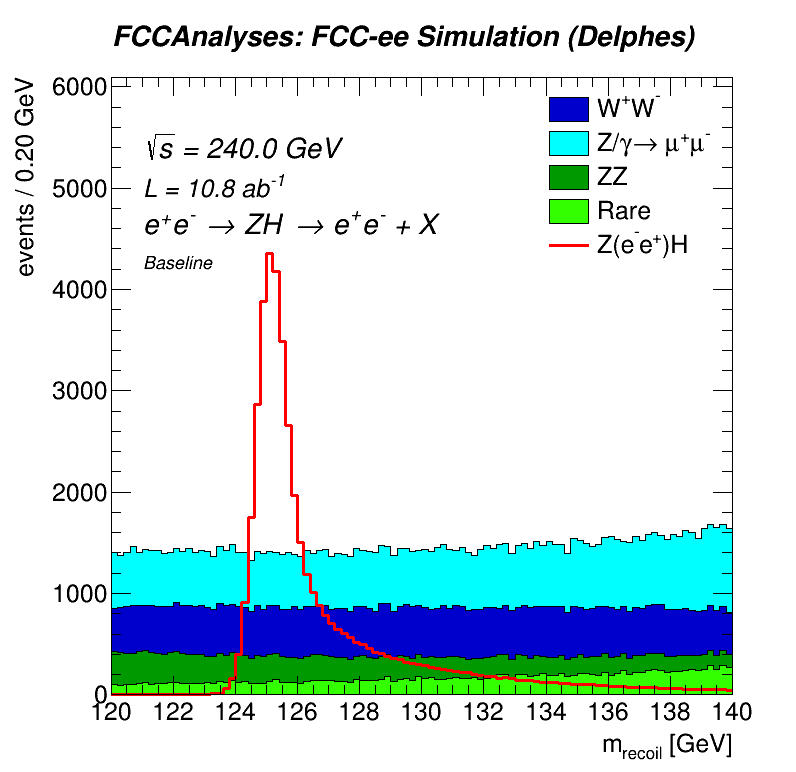 FCCAnalyses: FCC-ee Simulation (Delphes)
events / 0.20 GeV
6000
5000
4000
3000
2000
1000
0
√s = 240.0 GeV
L = 10.8 ab⁻¹
e⁺e⁻ → ZH → e⁺e⁻ + X
Baseline
W⁺W⁻
Z/γ→ μ⁺μ⁻
ZZ
Rare
Z(e⁻e⁺)H
120 122 124 126 128 130 132 134 136 138 140
m_recoil [GeV]